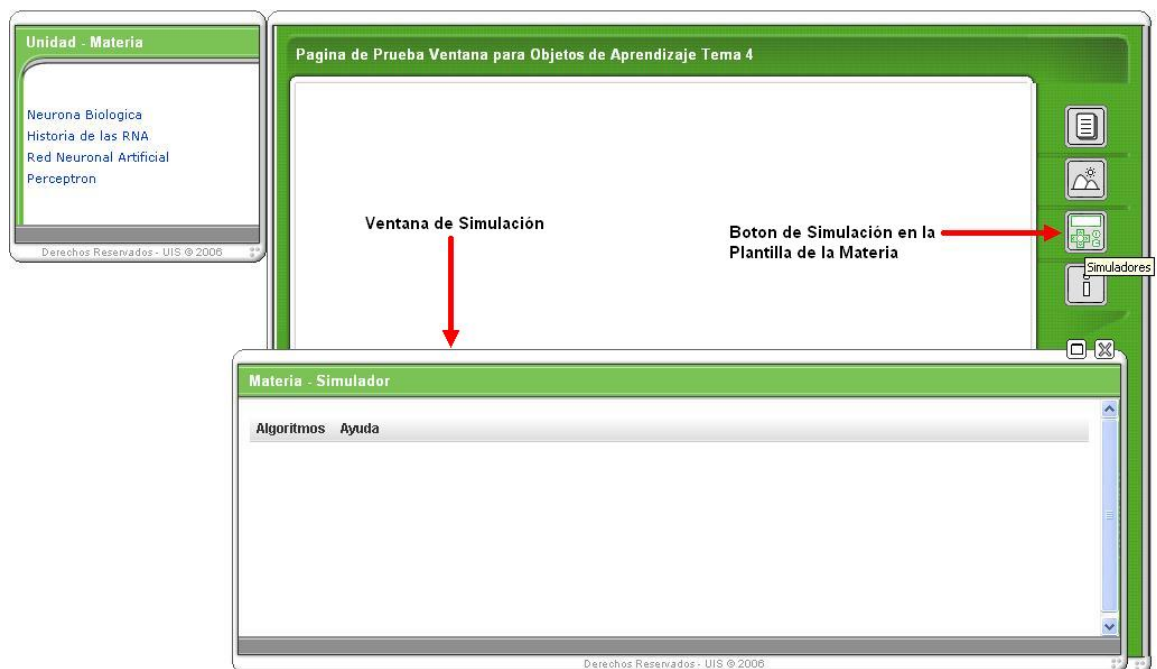 Unidad - Materia
Neurona Biologica
Historia de las RNA
Red Neuronal Artificial
Perceptron
Derechos Reservados - UIS © 2006
Pagina de Prueba Ventana para Objetos de Aprendizaje Tema 4
Ventana de Simulación
Boton de Simulación en la
Plantilla de la Materia
Simuladores
Materia - Simulador
Algoritmos Ayuda
Derechos Reservados - UIS © 2006